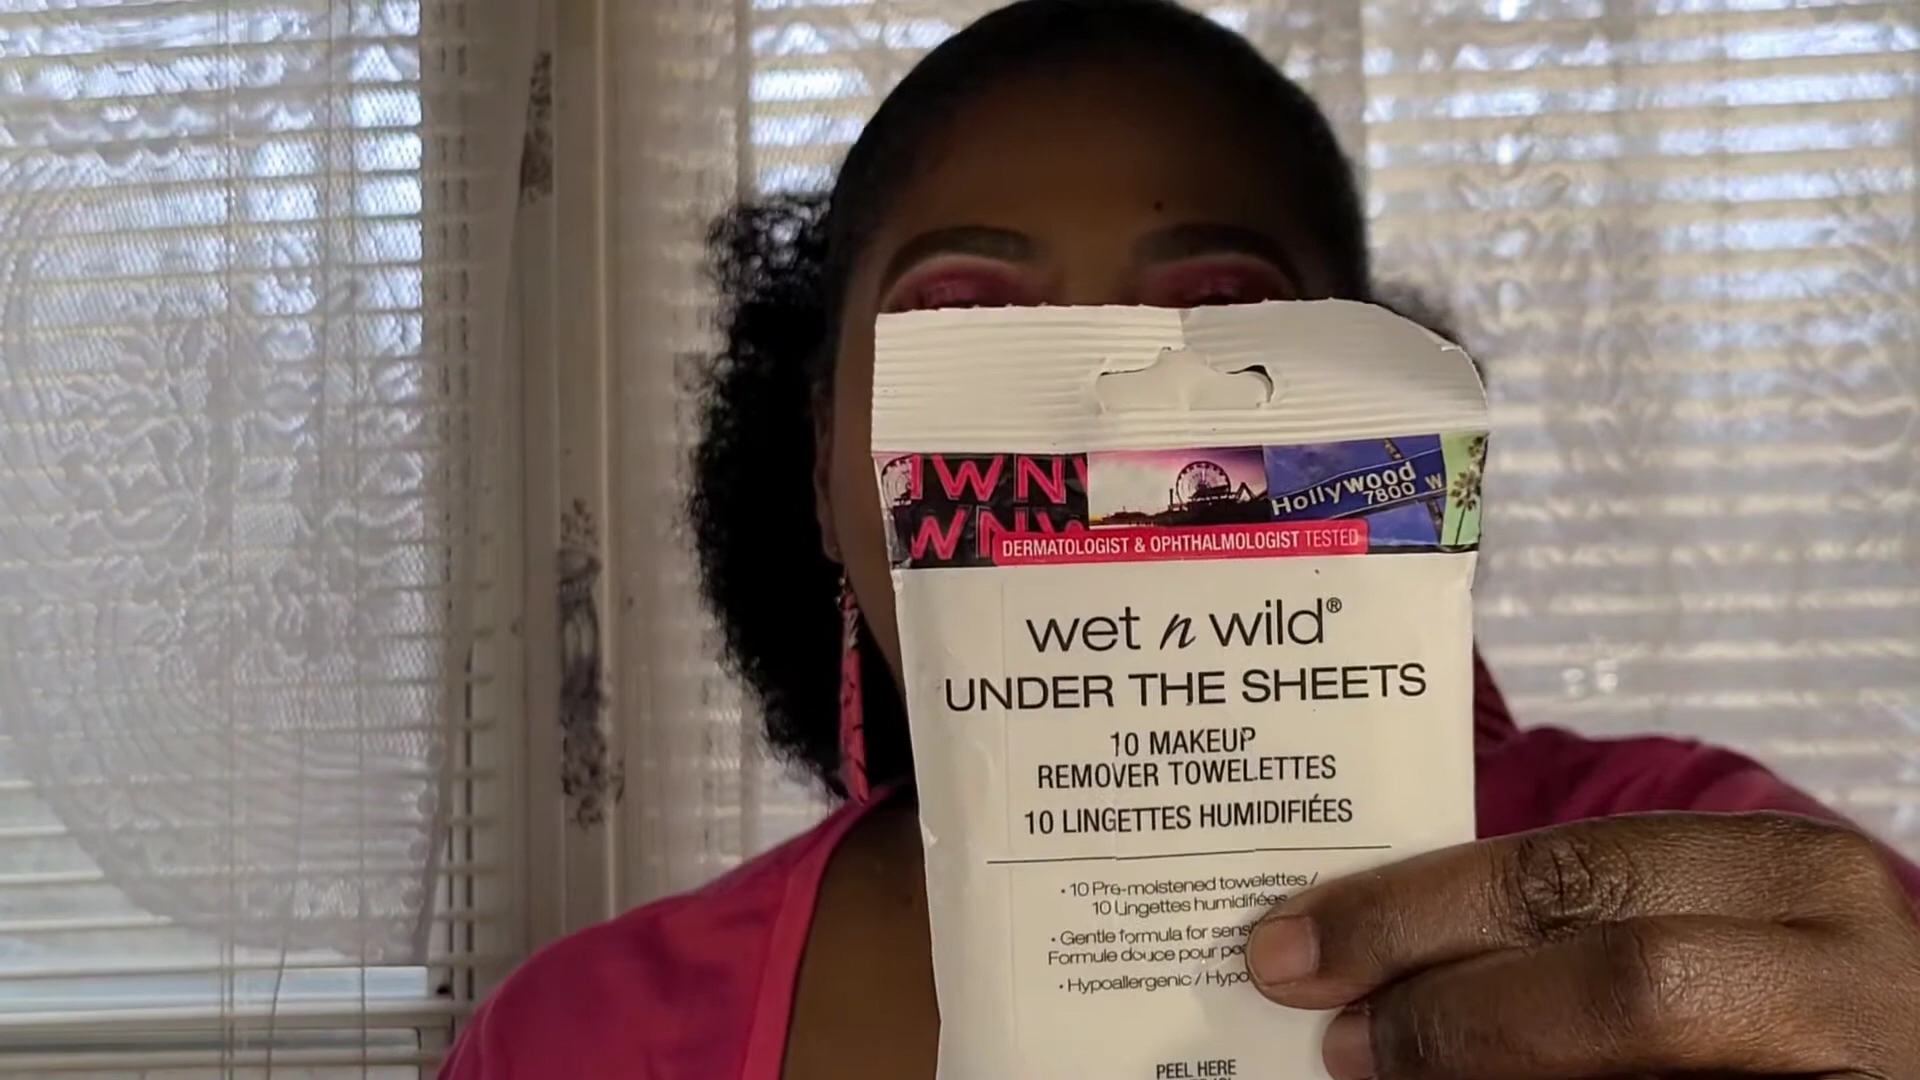 WNW
WNW
Hollywood
7800 W
DERMATOLOGIST & OPHTHALMOLOGIST TESTED
wet n wild®
UNDER THE SHEETS
10 MAKEUP
REMOVER TOWELETTES
10 LINGETTES HUMIDIFIÉES
• 10 Pre-moistened towelettes /
10 Lingettes humidifiées
• Gentle formula for
Formule douce pour
• Hypoallergenic /
PEEL HERE